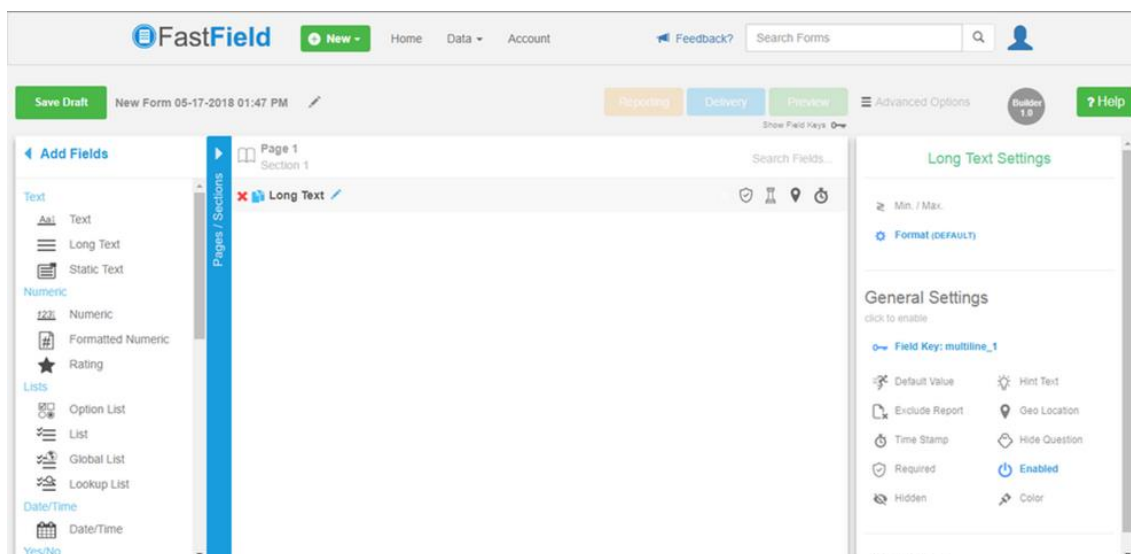 FastField
New
Home
Data
Account
Feedback?
Search Forms
Save Draft
New Form 05-17-2018 01:47 PM
Reporting
Delivery
Preview
Advanced Options
Builder
1.0
? Help
Show Field Keys
Add Fields
Text
Aa
Text
Long Text
Static Text
Numeric
123
Numeric
#
Formatted Numeric
Rating
Lists
Option List
List
Global List
Lookup List
Date/Time
Date/Time
Yes/No
Pages / Sections
Page 1
Section 1
Search Fields...
Long Text
Long Text Settings
Min. / Max.
Format (DEFAULT)
General Settings
click to enable
Field Key: multiline_1
Default Value
Hint Text
Exclude Report
Geo Location
Time Stamp
Hide Question
Required
Enabled
Hidden
Color